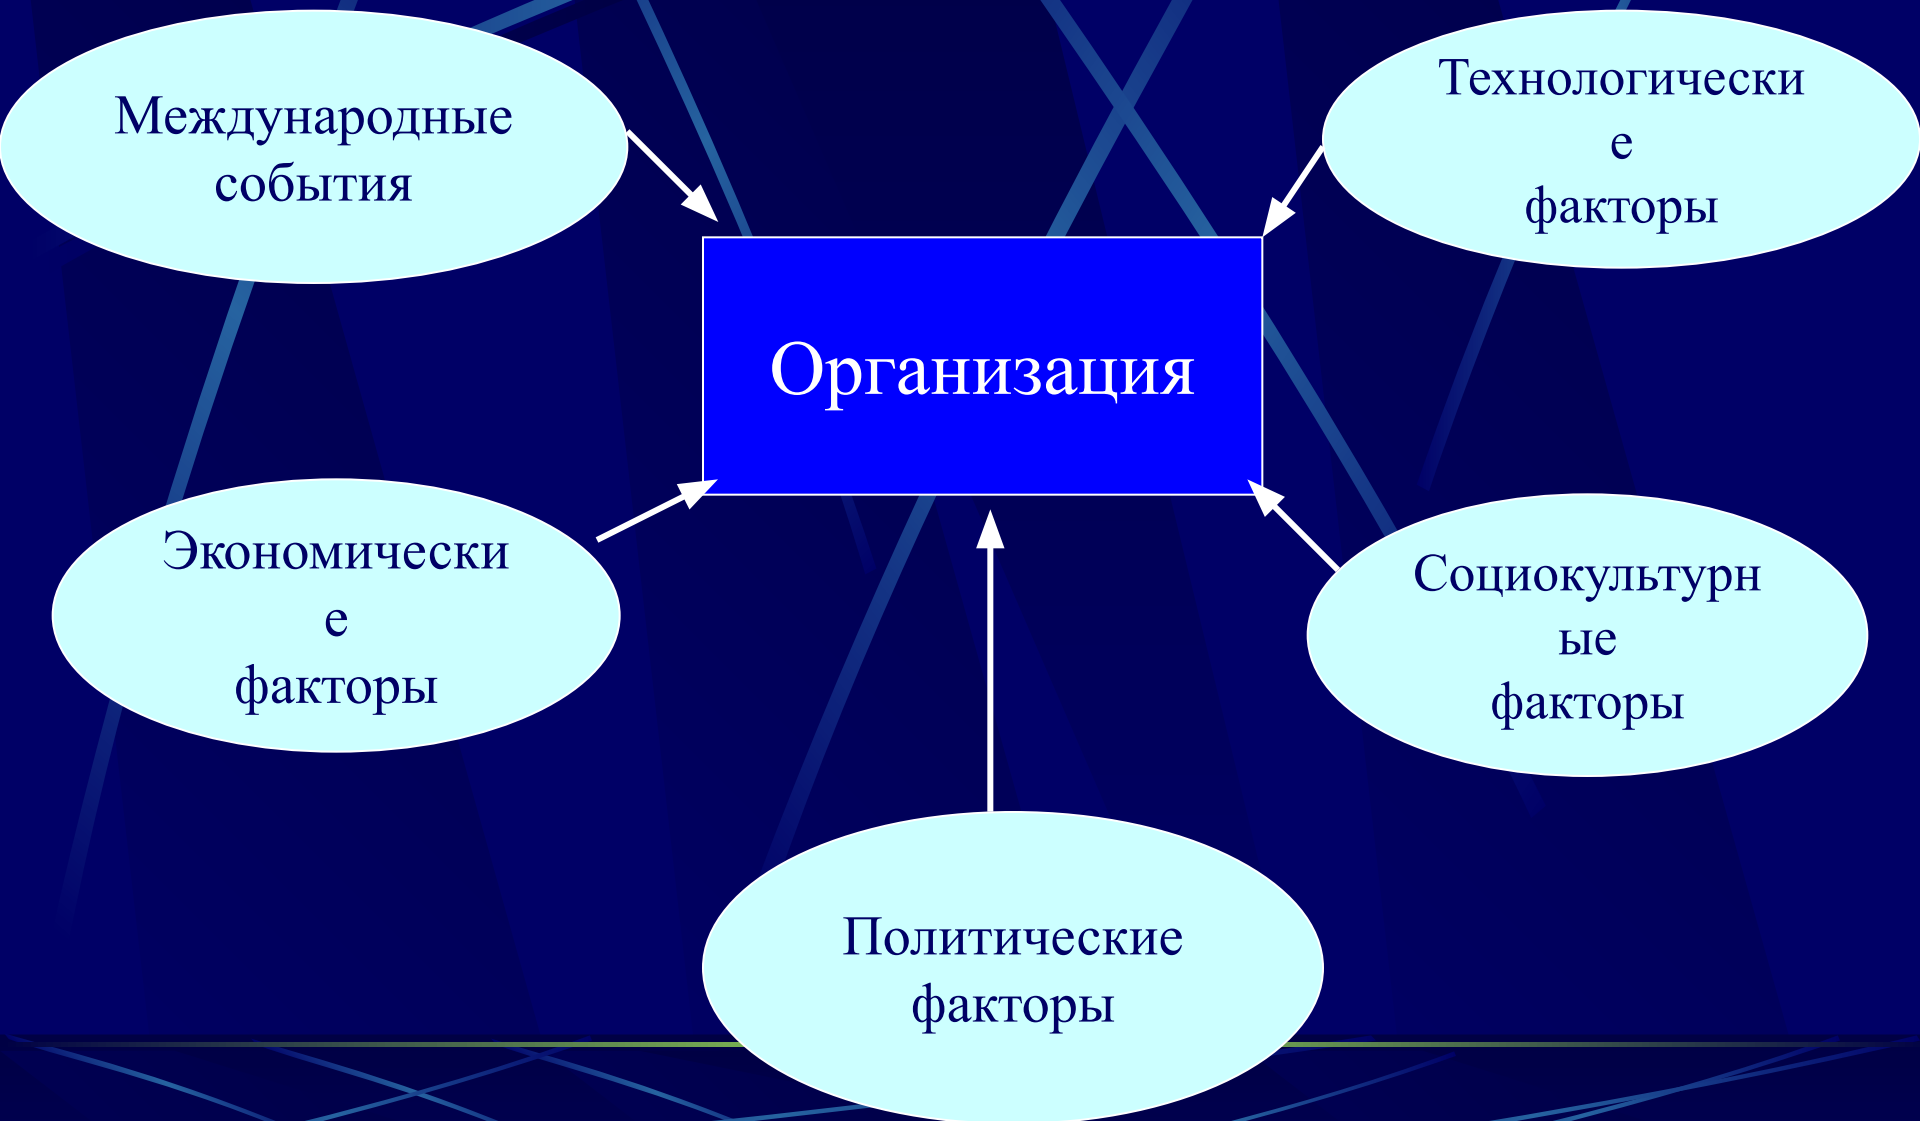 Международные
события
Технологически
е
факторы
Организация
Экономически
е
факторы
Социокультурн
ые
факторы
Политические
факторы